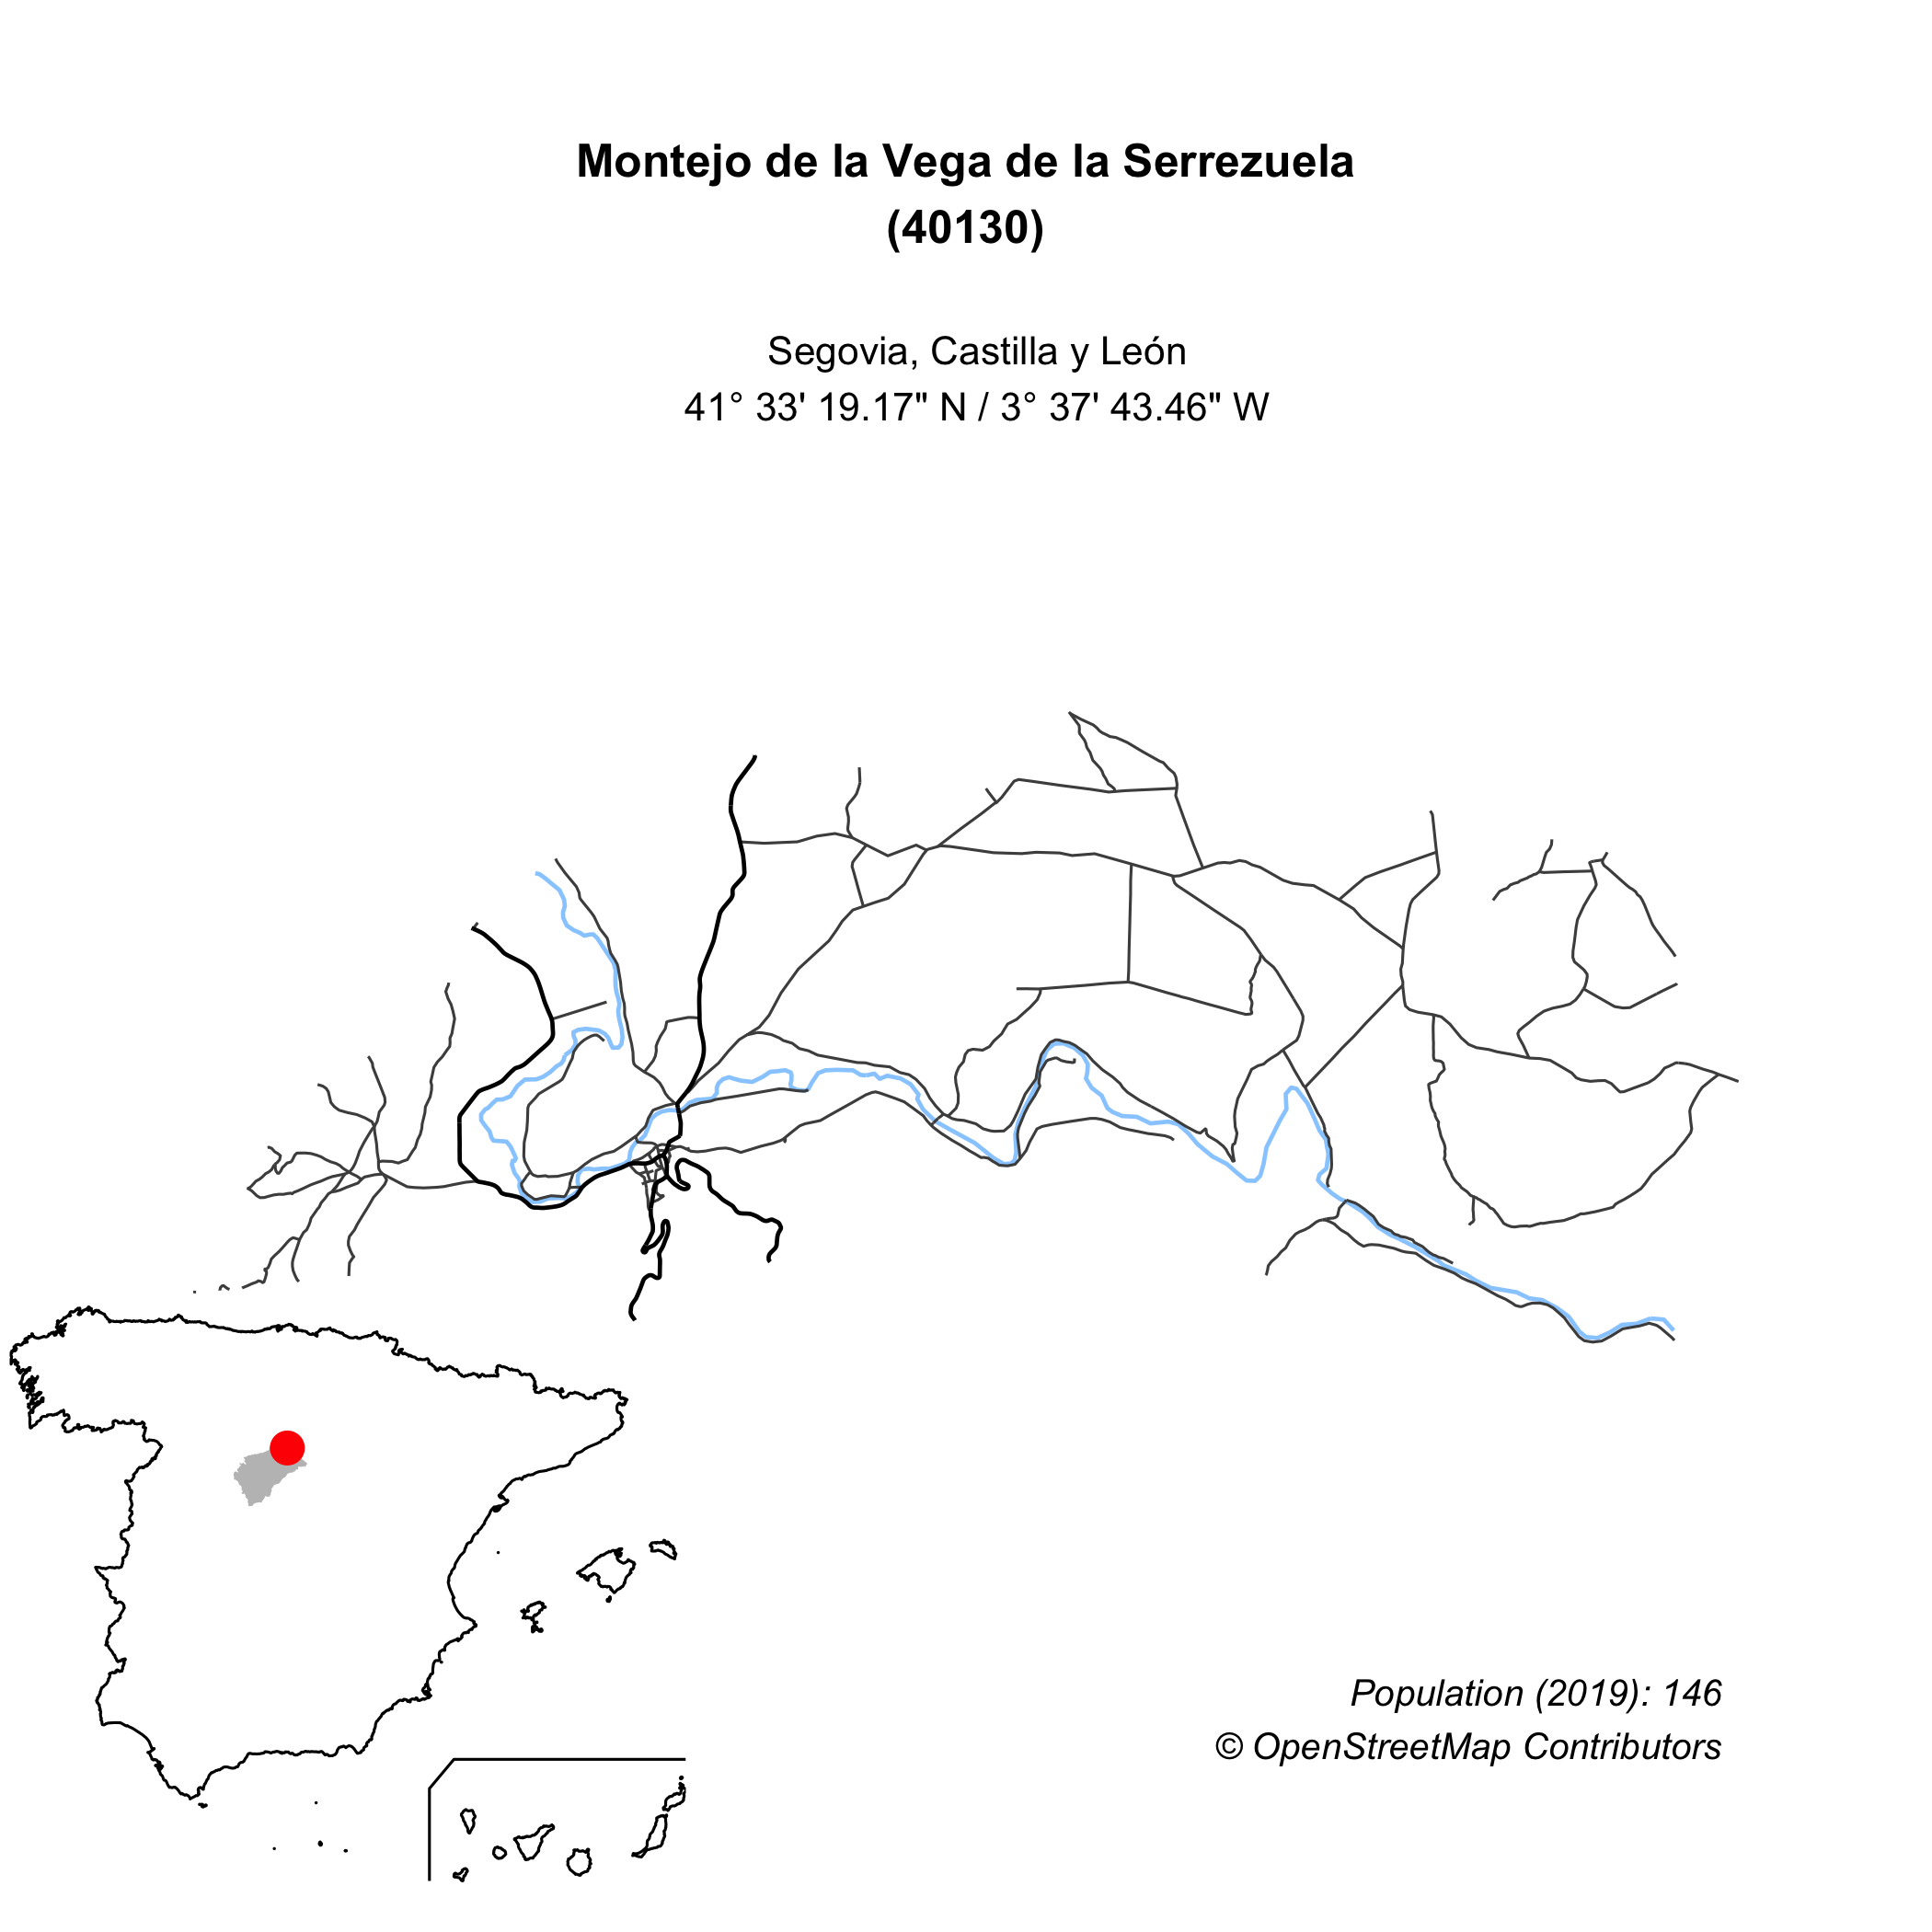 Montejo de la Vega de la Serrezuela
(40130)
Segovia, Castilla y León
41° 33' 19.17" N / 3° 37' 43.46" W
Population (2019): 146
© OpenStreetMap Contributors